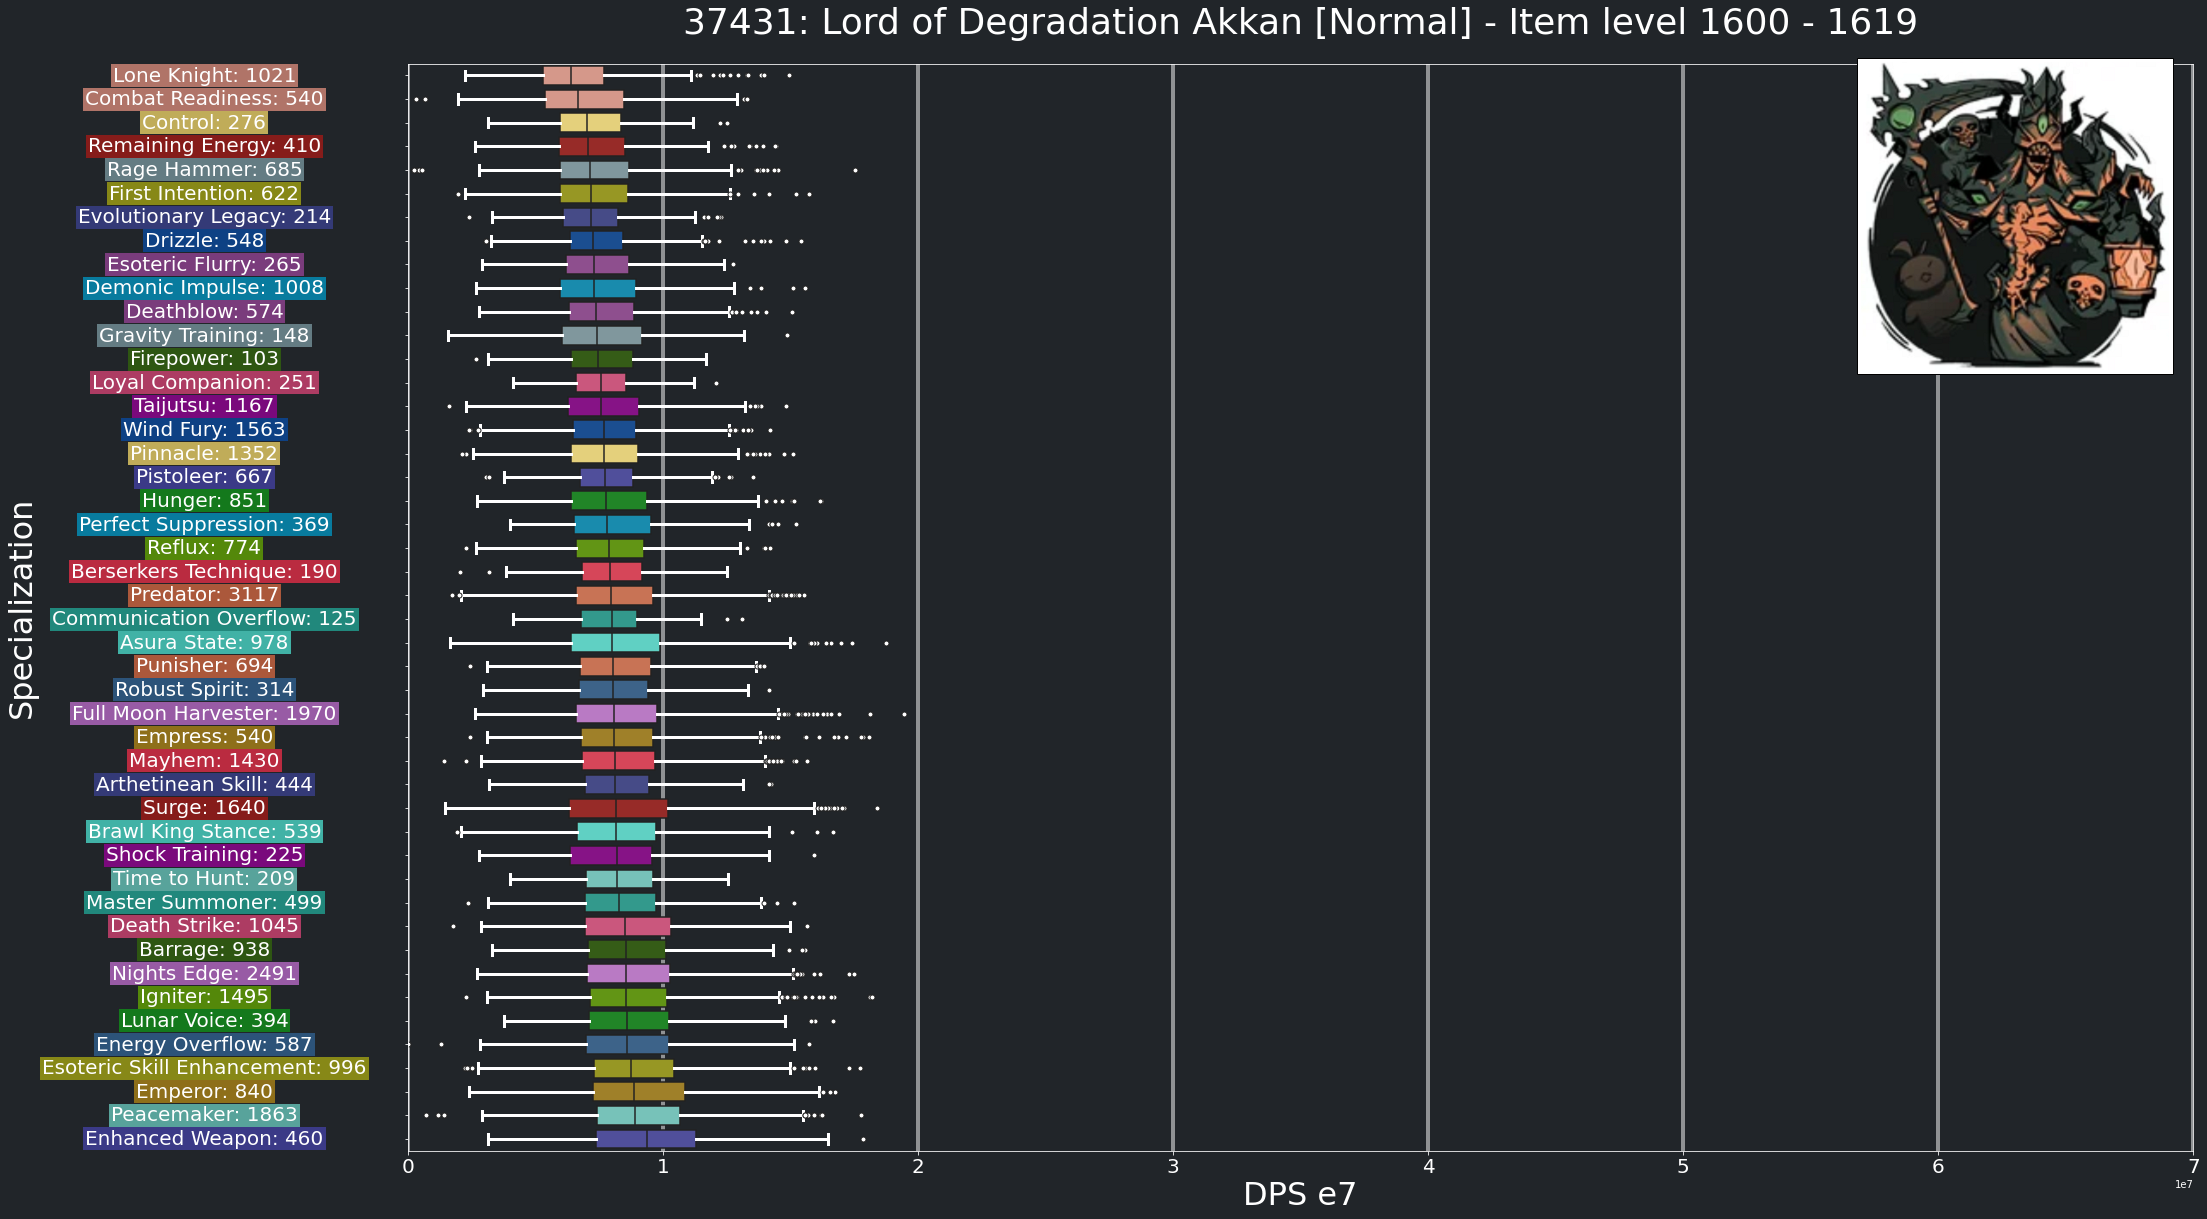 37431: Lord of Degradation Akkan [Normal] - Item level 1600 - 1619
Specialization
Lone Knight: 1021
Combat Readiness: 540
Control: 276
Remaining Energy: 410
Rage Hammer: 685
First Intention: 622
Evolutionary Legacy: 214
Drizzle: 548
Esoteric Flurry: 265
Demonic Impulse: 1008
Deathblow: 574
Gravity Training: 148
Firepower: 103
Loyal Companion: 251
Taijutsu: 1167
Wind Fury: 1563
Pinnacle: 1352
Pistoleer: 667
Hunger: 851
Perfect Suppression: 369
Reflux: 774
Berserkers Technique: 190
Predator: 3117
Communication Overflow: 125
Asura State: 978
Punisher: 694
Robust Spirit: 314
Full Moon Harvester: 1970
Empress: 540
Mayhem: 1430
Arthetinean Skill: 444
Surge: 1640
Brawl King Stance: 539
Shock Training: 225
Time to Hunt: 209
Master Summoner: 499
Death Strike: 1045
Barrage: 938
Nights Edge: 2491
Igniter: 1495
Lunar Voice: 394
Energy Overflow: 587
Esoteric Skill Enhancement: 996
Emperor: 840
Peacemaker: 1863
Enhanced Weapon: 460
0 1 2 3 4 5 6 7
DPS e7
1e7